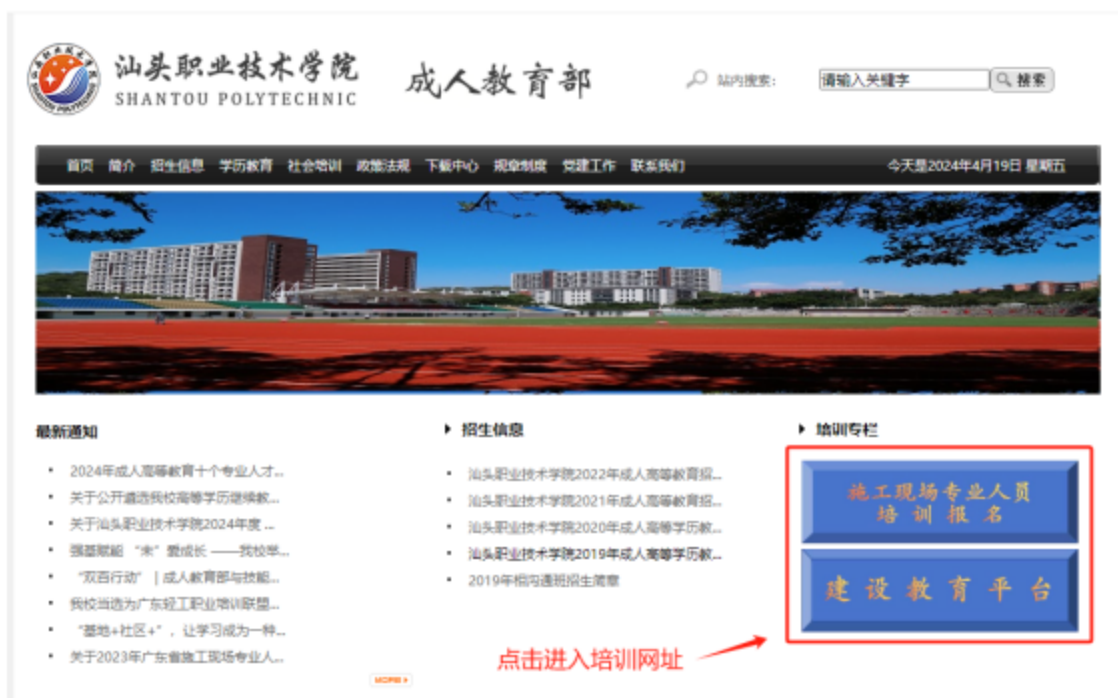 汕头职业技术学院
SHANTOU POLYTECHNIC
成人教育部
站内搜索：
请输入关键字
搜索
首页 简介 招生信息 学历教育 社会培训 政策法规 下载中心 规章制度 党建工作 联系我们
今天是2024年4月19日 星期五
最新通知
2024年成人高等教育十个专业人才...
关于公开遴选我校高等学历继续教...
关于汕头职业技术学院2024年度 ...
强基赋能 “未”爱成长 ——我校举...
“双百行动” | 成人教育部与技能...
我校当选为广东轻工职业培训联盟...
“基地+社区+”，让学习成为一种...
关于2023年广东省施工现场专业人...
MORE
招生信息
汕头职业技术学院2022年成人高等教育招...
汕头职业技术学院2021年成人高等教育招...
汕头职业技术学院2020年成人高等学历教...
汕头职业技术学院2019年成人高等学历教...
2019年相沟通班招生简章
培训专栏
施工现场专业人员
培训报名
建设教育平台
点击进入培训网址